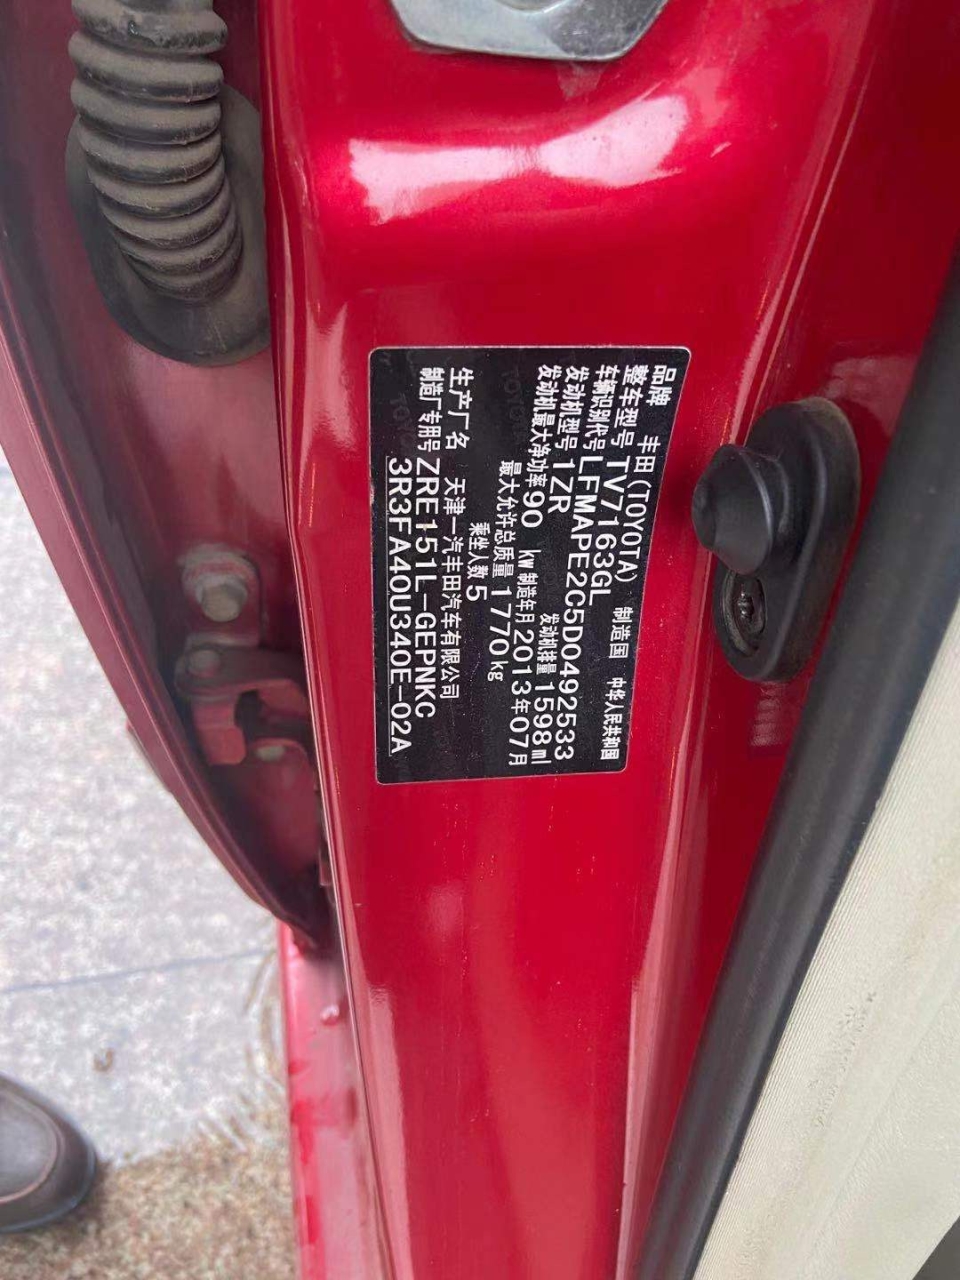 品牌 丰田(TOYOTA) 制造国 中华人民共和国
整车型号 TV7163GL
车辆识别代号 LFMAPE2C5D0492533
发动机型号 1ZR 发动机排量 1598 ml
发动机最大净功率 90 kW 制造年月 2013年07月
最大允许总质量 1770 kg
乘坐人数 5
生产厂名 天津一汽丰田汽车有限公司
制造厂专用号 ZRE151L-GEPNKC
3R3FA40U340E-02A